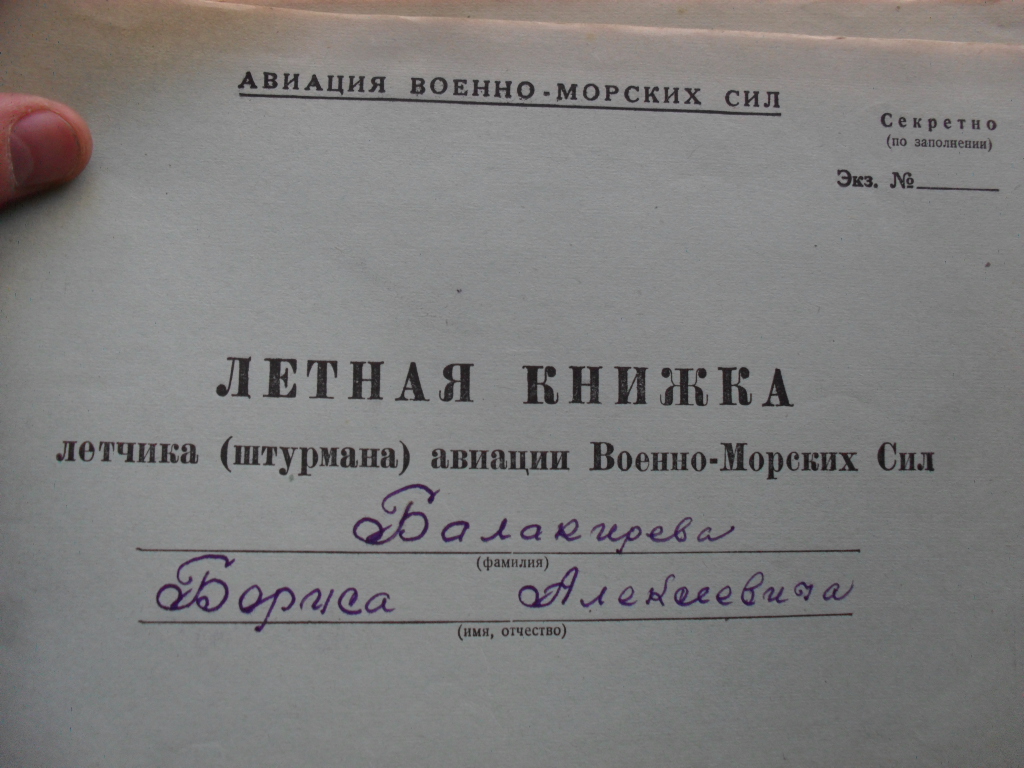 АВИАЦИЯ ВОЕННО-МОРСКИХ СИЛ
Секретно
(по заполнении)
Экз. №
ЛЕТНАЯ КНИЖКА
летчика (штурмана) авиации Военно-Морских Сил
Балакирева
(фамилия)
Бориса Алексеевича
(имя, отчество)